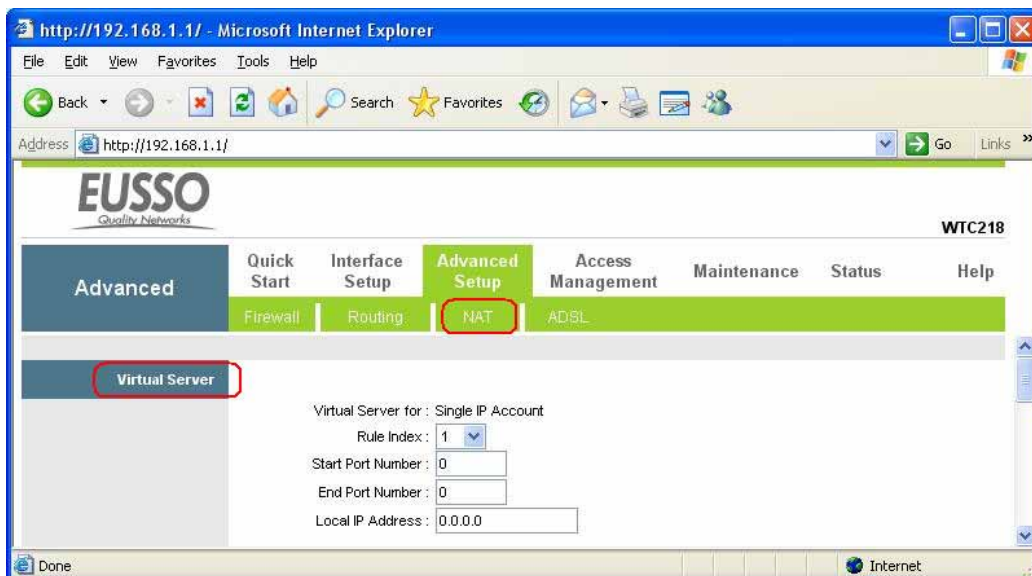 http://192.168.1.1/ - Microsoft Internet Explorer
File Edit View Favorites Tools Help
Back Search Favorites
Address http://192.168.1.1/ Go Links »
EUSSO
Quality Networks
WTC218
Advanced
Quick Start Interface Setup Advanced Setup Access Management Maintenance Status Help
Firewall Routing NAT ADSL
Virtual Server
Virtual Server for : Single IP Account
Rule Index : 1
Start Port Number : 0
End Port Number : 0
Local IP Address : 0.0.0.0
Done Internet